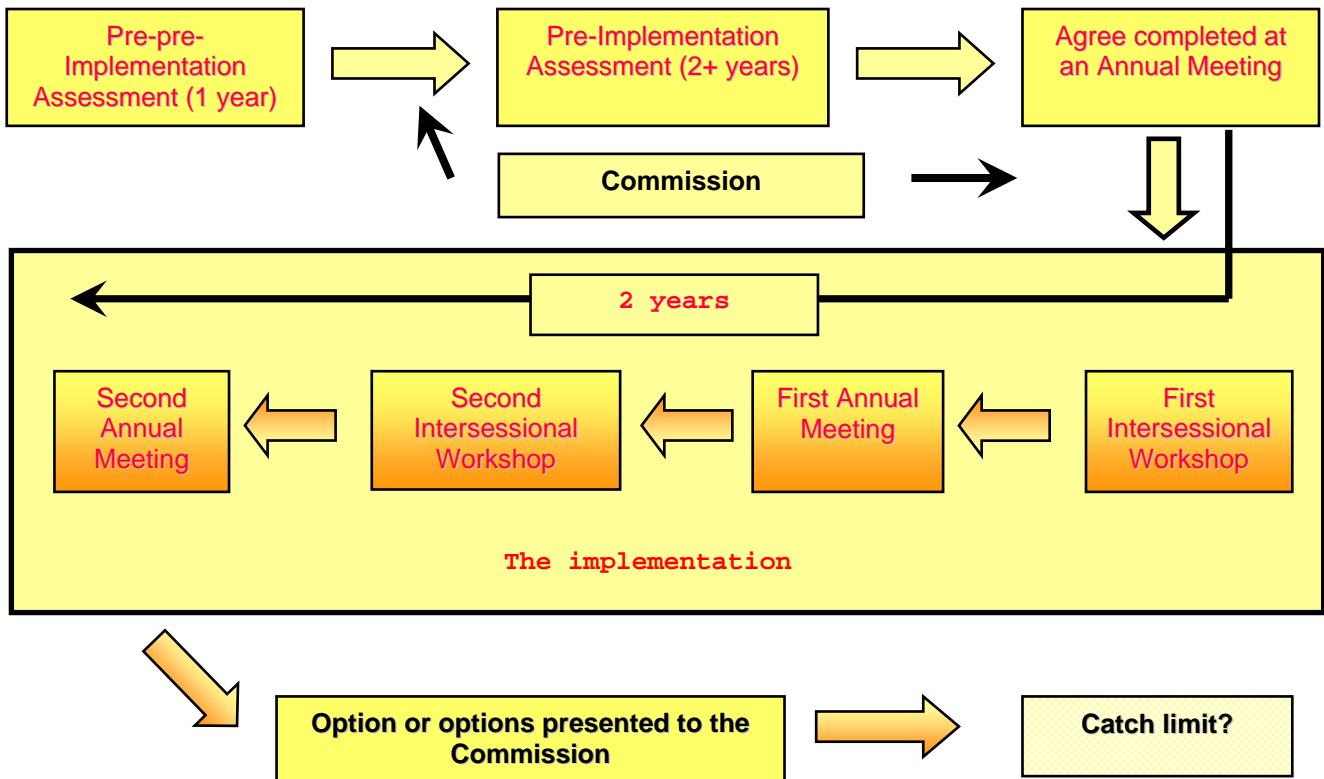 Pre-pre-
Implementation
Assessment (1 year)
Pre-Implementation
Assessment (2+ years)
Agree completed at
an Annual Meeting
Commission
2 years
Second
Annual
Meeting
Second
Intersessional
Workshop
First Annual
Meeting
First
Intersessional
Workshop
The implementation
Option or options presented to the
Commission
Catch limit?